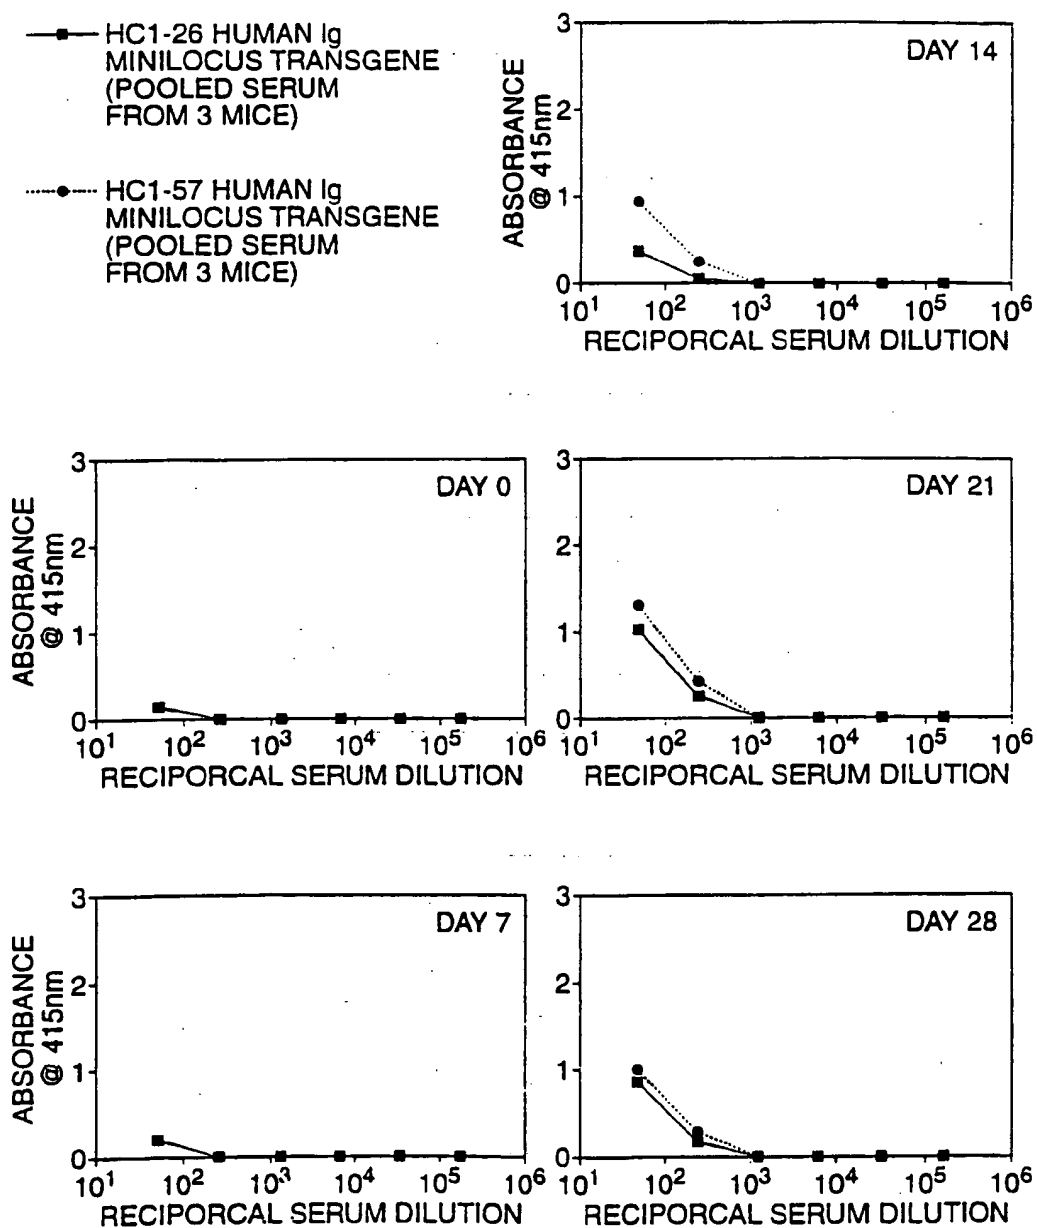 HC1-26 HUMAN Ig
MINILOCUS TRANSGENE
(POOLED SERUM
FROM 3 MICE)
HC1-57 HUMAN Ig
MINILOCUS TRANSGENE
(POOLED SERUM
FROM 3 MICE)
DAY 14
ABSORBANCE
@ 415nm
3
2
1
0
10¹ 10² 10³ 10⁴ 10⁵ 10⁶
RECIPORCAL SERUM DILUTION
DAY 0
ABSORBANCE
@ 415nm
3
2
1
0
10¹ 10² 10³ 10⁴ 10⁵ 10⁶
RECIPORCAL SERUM DILUTION
DAY 21
3
2
1
0
10¹ 10² 10³ 10⁴ 10⁵ 10⁶
RECIPORCAL SERUM DILUTION
DAY 7
ABSORBANCE
@ 415nm
3
2
1
0
10¹ 10² 10³ 10⁴ 10⁵ 10⁶
RECIPORCAL SERUM DILUTION
DAY 28
3
2
1
0
10¹ 10² 10³ 10⁴ 10⁵ 10⁶
RECIPORCAL SERUM DILUTION